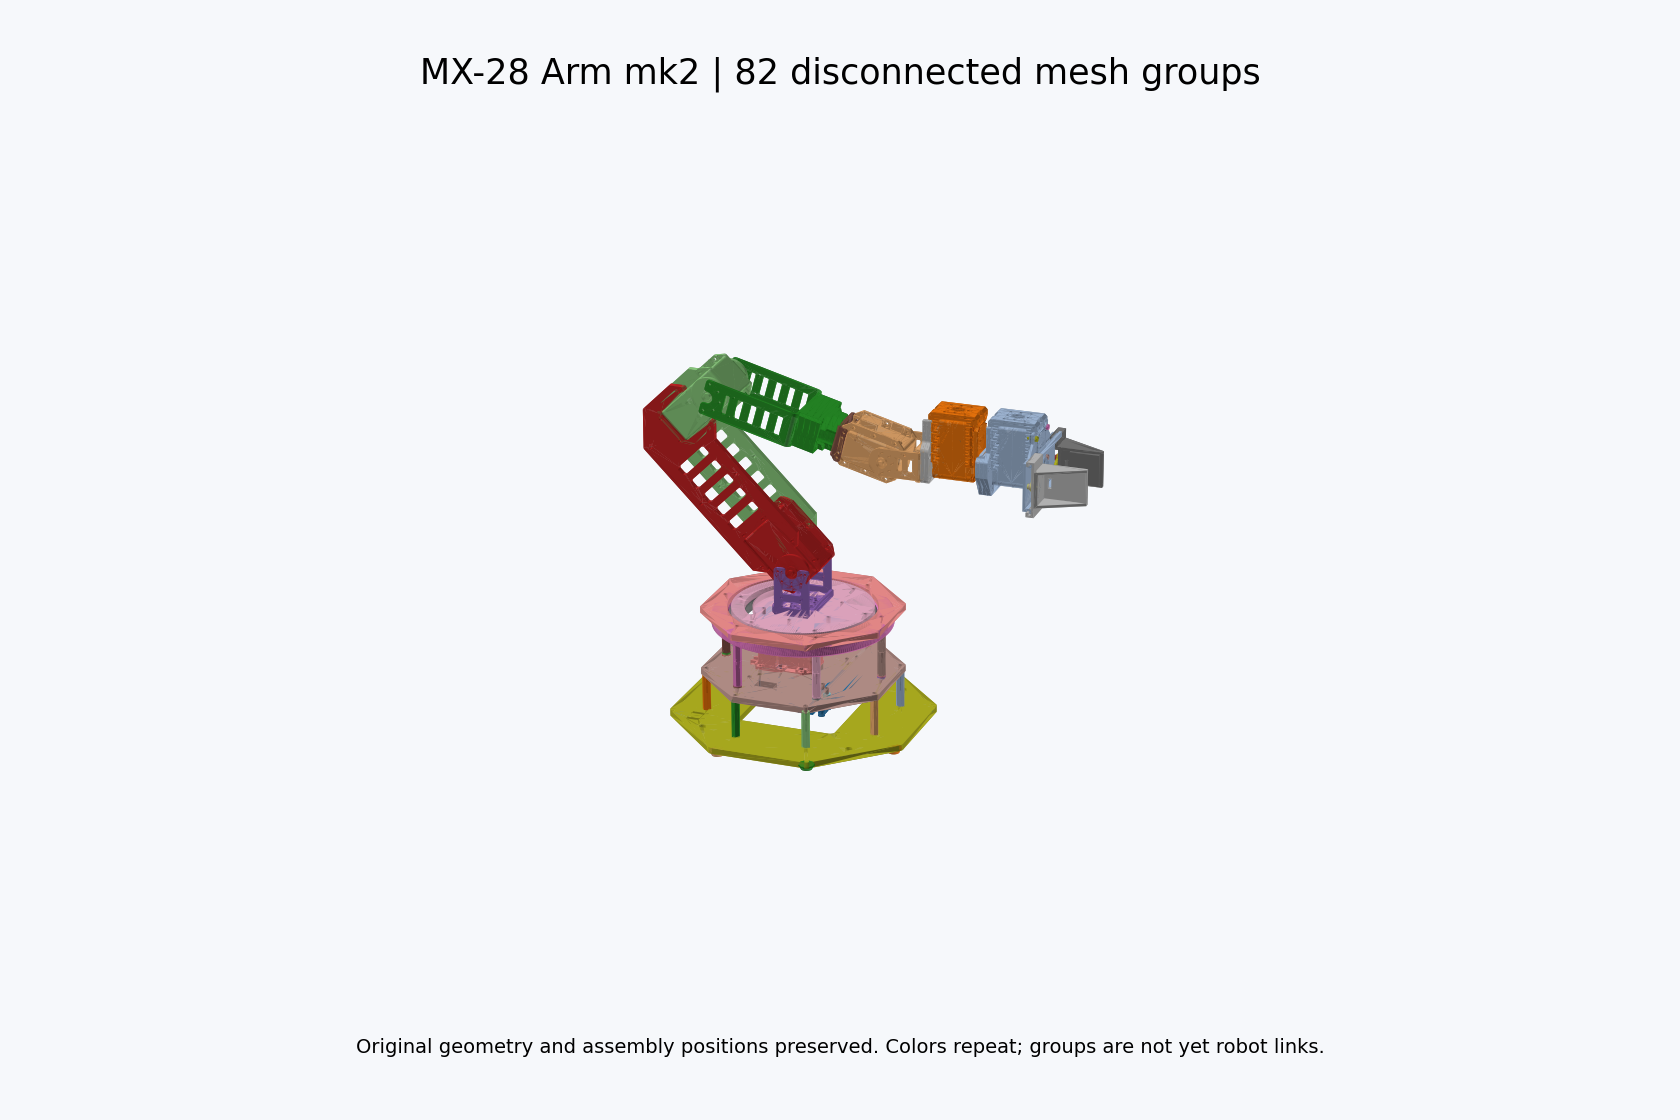 MX-28 Arm mk2 | 82 disconnected mesh groups
Original geometry and assembly positions preserved. Colors repeat; groups are not yet robot links.